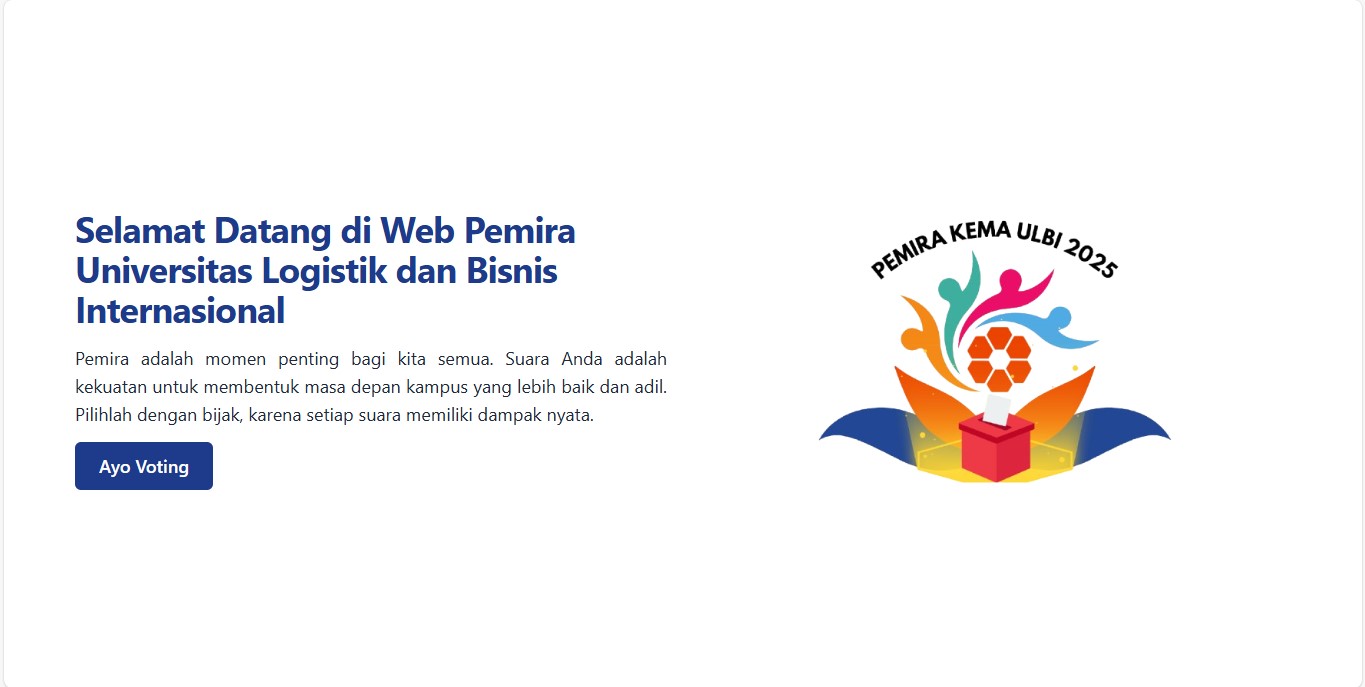 Selamat Datang di Web Pemira
Universitas Logistik dan Bisnis
Internasional
Pemira adalah momen penting bagi kita semua. Suara Anda adalah
kekuatan untuk membentuk masa depan kampus yang lebih baik dan adil.
Pilihlah dengan bijak, karena setiap suara memiliki dampak nyata.
Ayo Voting
PEMIRA KEMA ULBI 2025